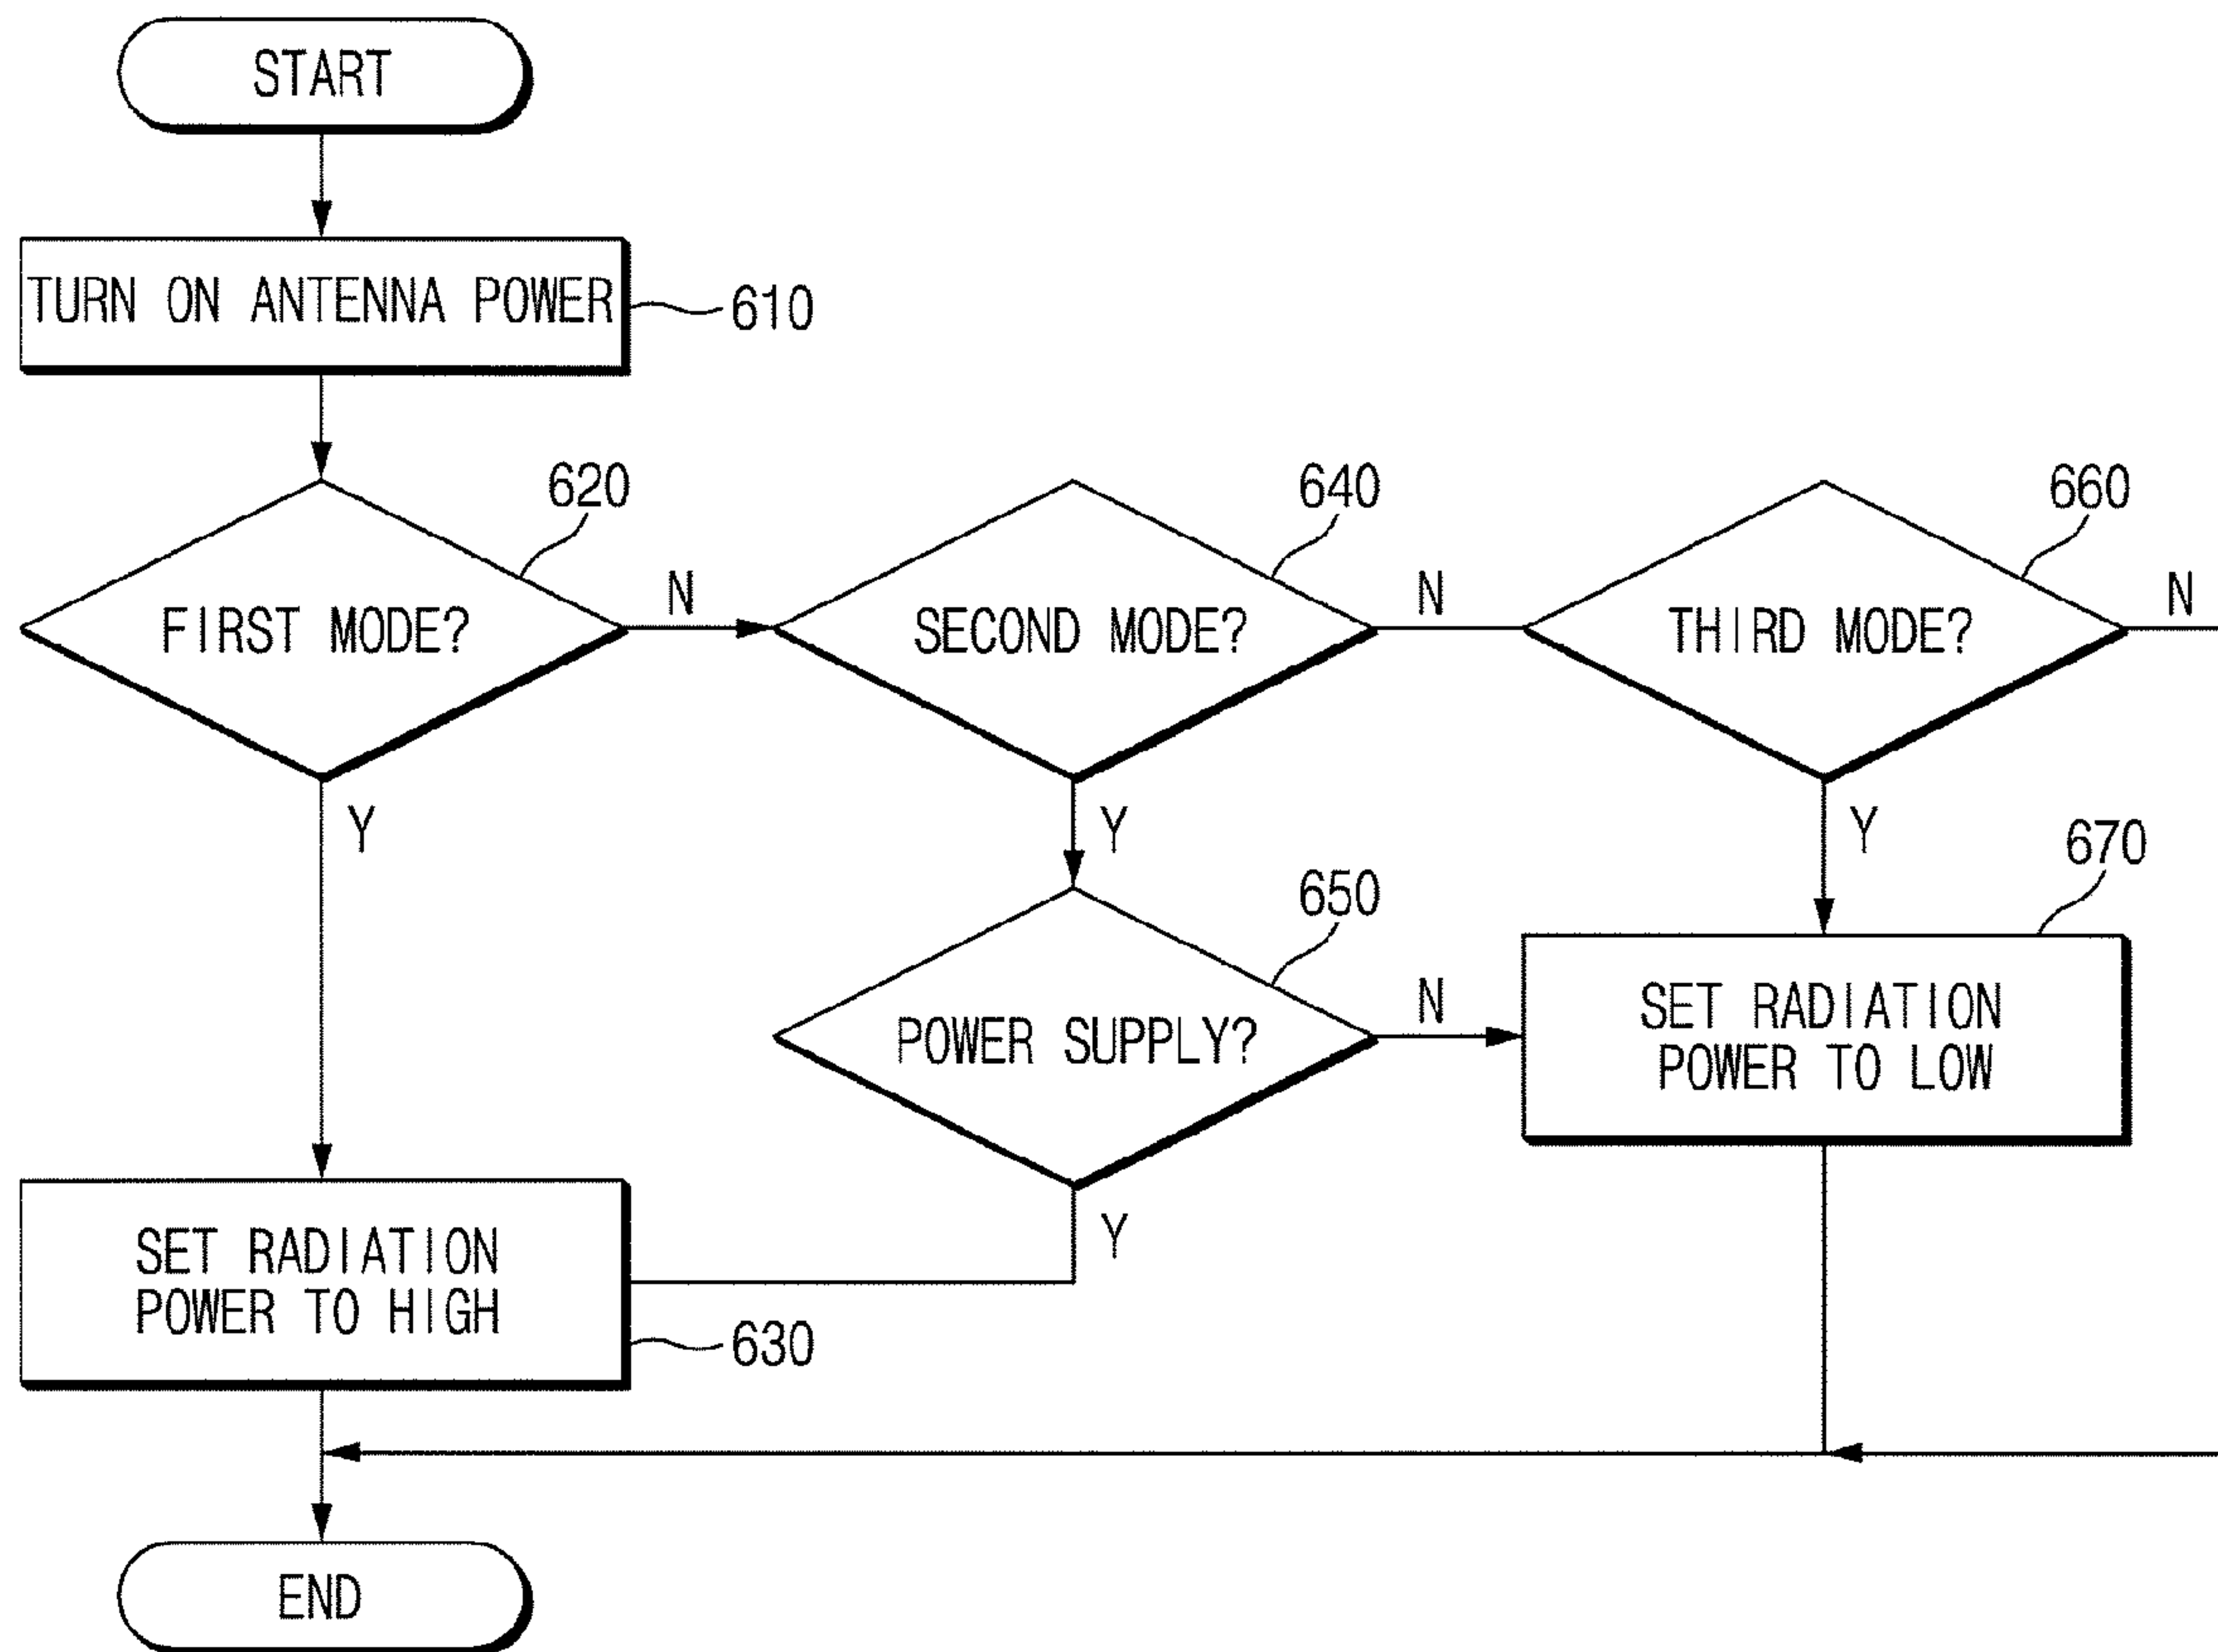 START
TURN ON ANTENNA POWER
610
620
FIRST MODE?
N
Y
640
SECOND MODE?
N
Y
660
THIRD MODE?
N
Y
650
POWER SUPPLY?
N
Y
670
SET RADIATION
POWER TO LOW
SET RADIATION
POWER TO HIGH
630
END